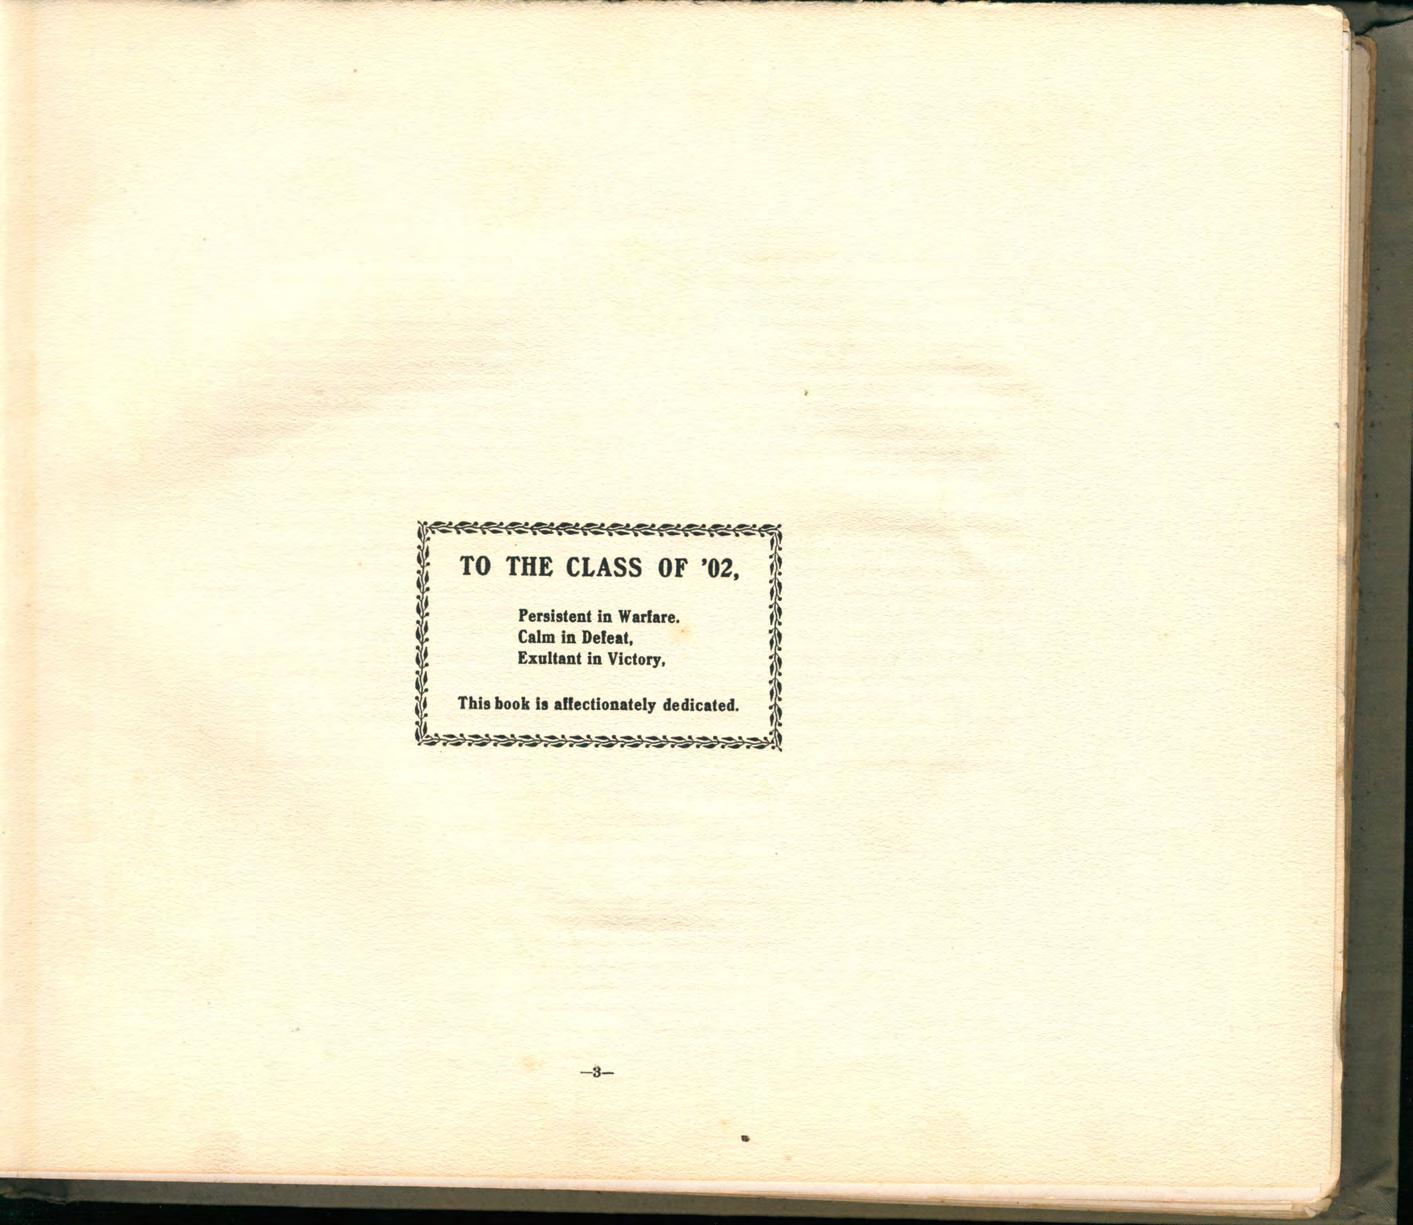 TO THE CLASS OF '02,
Persistent in Warfare.
Calm in Defeat,
Exultant in Victory,
This book is affectionately dedicated.
—3—